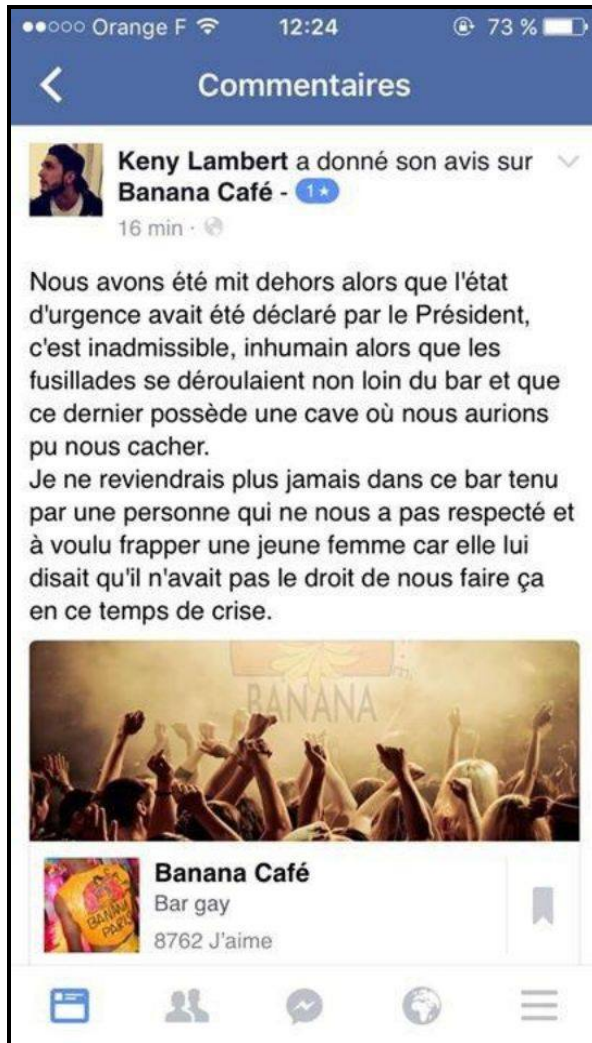 Orange F 12:24 73 %
Commentaires
Keny Lambert a donné son avis sur
Banana Café - 1★
16 min ·
Nous avons été mit dehors alors que l'état
d'urgence avait été déclaré par le Président,
c'est inadmissible, inhumain alors que les
fusillades se déroulaient non loin du bar et que
ce dernier possède une cave où nous aurions
pu nous cacher.
Je ne reviendrais plus jamais dans ce bar tenu
par une personne qui ne nous a pas respecté et
à voulu frapper une jeune femme car elle lui
disait qu'il n'avait pas le droit de nous faire ça
en ce temps de crise.
BANANA
BANANA
PARIS
Banana Café
Bar gay
8762 J'aime